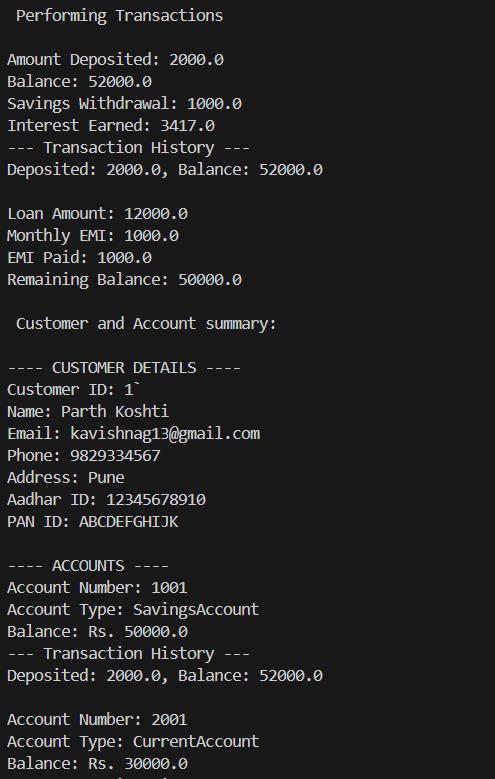 Performing Transactions
Amount Deposited: 2000.0
Balance: 52000.0
Savings Withdrawal: 1000.0
Interest Earned: 3417.0
--- Transaction History ---
Deposited: 2000.0, Balance: 52000.0
Loan Amount: 12000.0
Monthly EMI: 1000.0
EMI Paid: 1000.0
Remaining Balance: 50000.0
Customer and Account summary:
---- CUSTOMER DETAILS ----
Customer ID: 1`
Name: Parth Koshti
Email: kavishnag13@gmail.com
Phone: 9829334567
Address: Pune
Aadhar ID: 12345678910
PAN ID: ABCDEFGHIJK
---- ACCOUNTS ----
Account Number: 1001
Account Type: SavingsAccount
Balance: Rs. 50000.0
--- Transaction History ---
Deposited: 2000.0, Balance: 52000.0
Account Number: 2001
Account Type: CurrentAccount
Balance: Rs. 30000.0